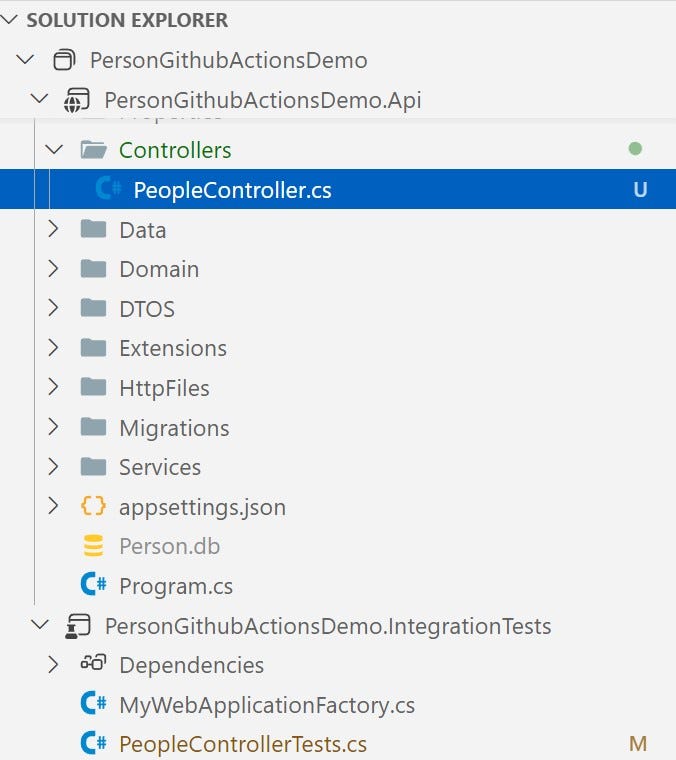 SOLUTION EXPLORER
PersonGithubActionsDemo
PersonGithubActionsDemo.Api
Properties
Controllers
C# PeopleController.cs U
Data
Domain
DTOS
Extensions
HttpFiles
Migrations
Services
{} appsettings.json
Person.db
C# Program.cs
PersonGithubActionsDemo.IntegrationTests
Dependencies
C# MyWebApplicationFactory.cs
C# PeopleControllerTests.cs M